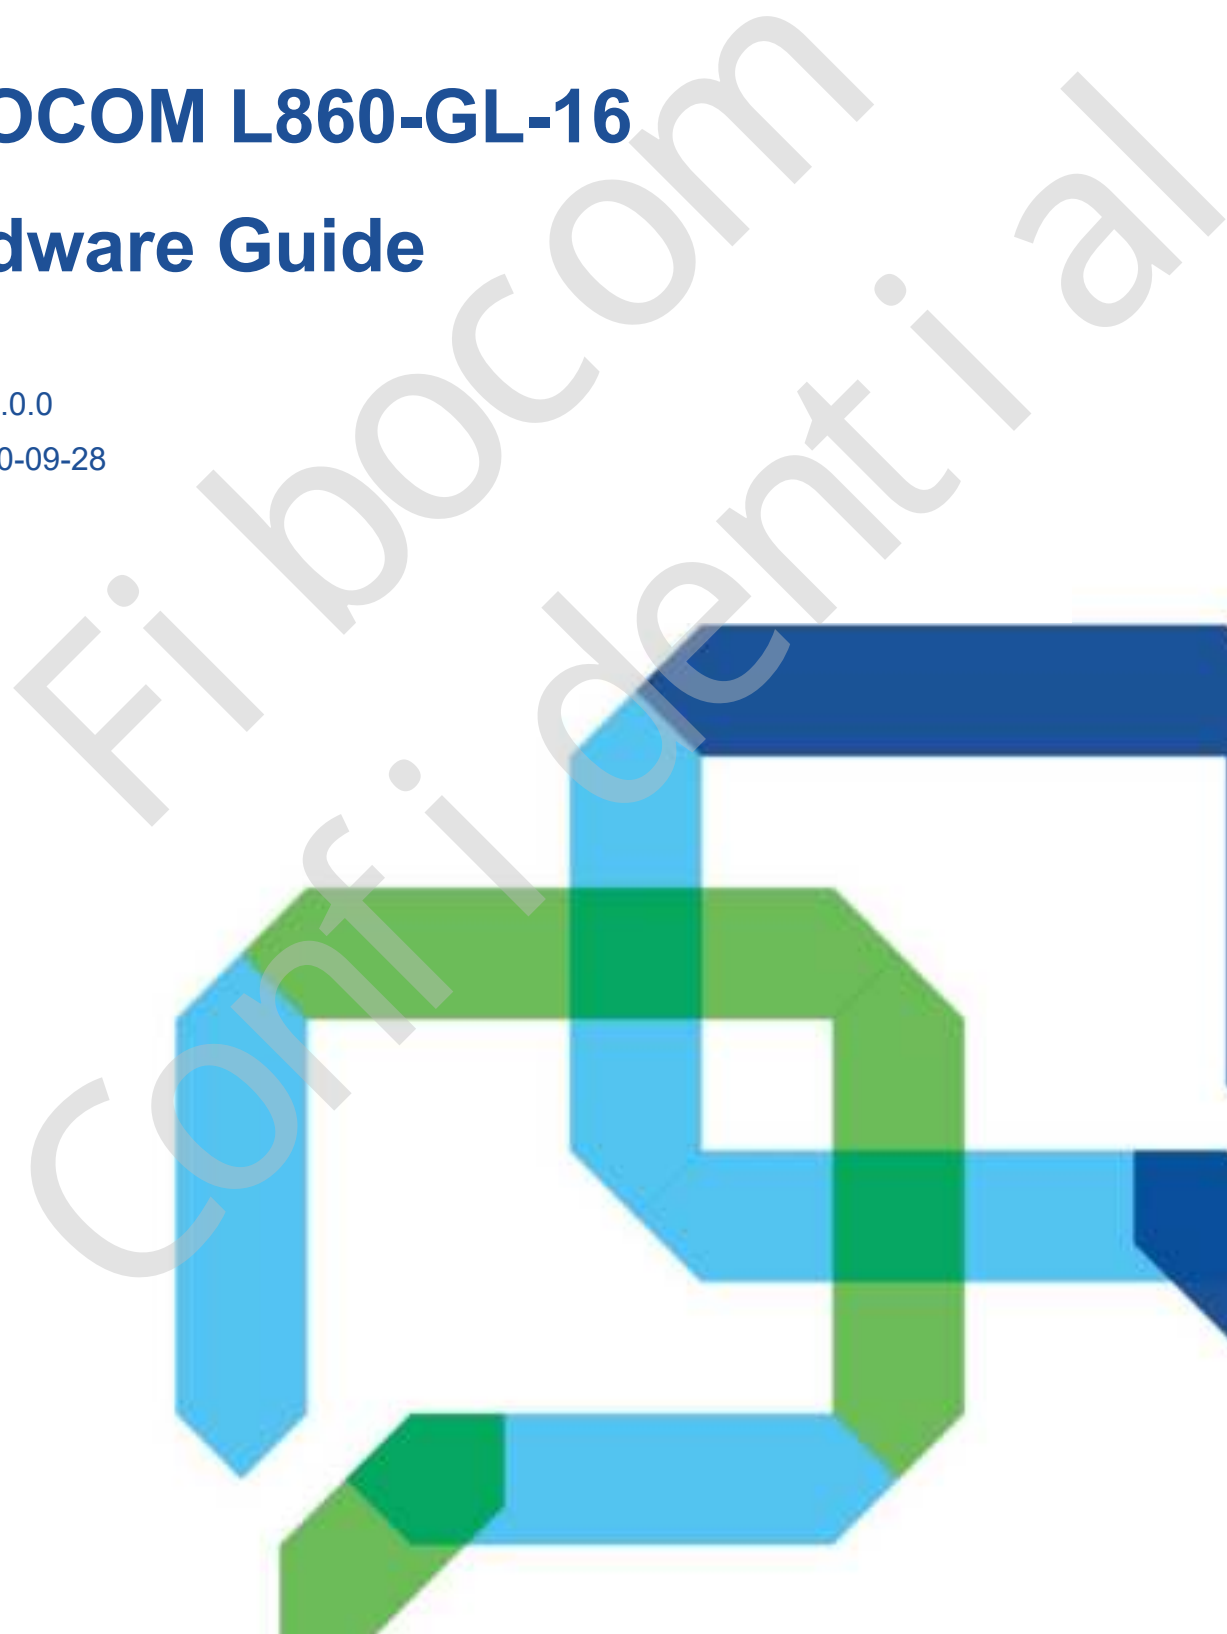 OCOM L860-GL-16
dware Guide
.0.0
0-09-28
Fibocom
Confidential